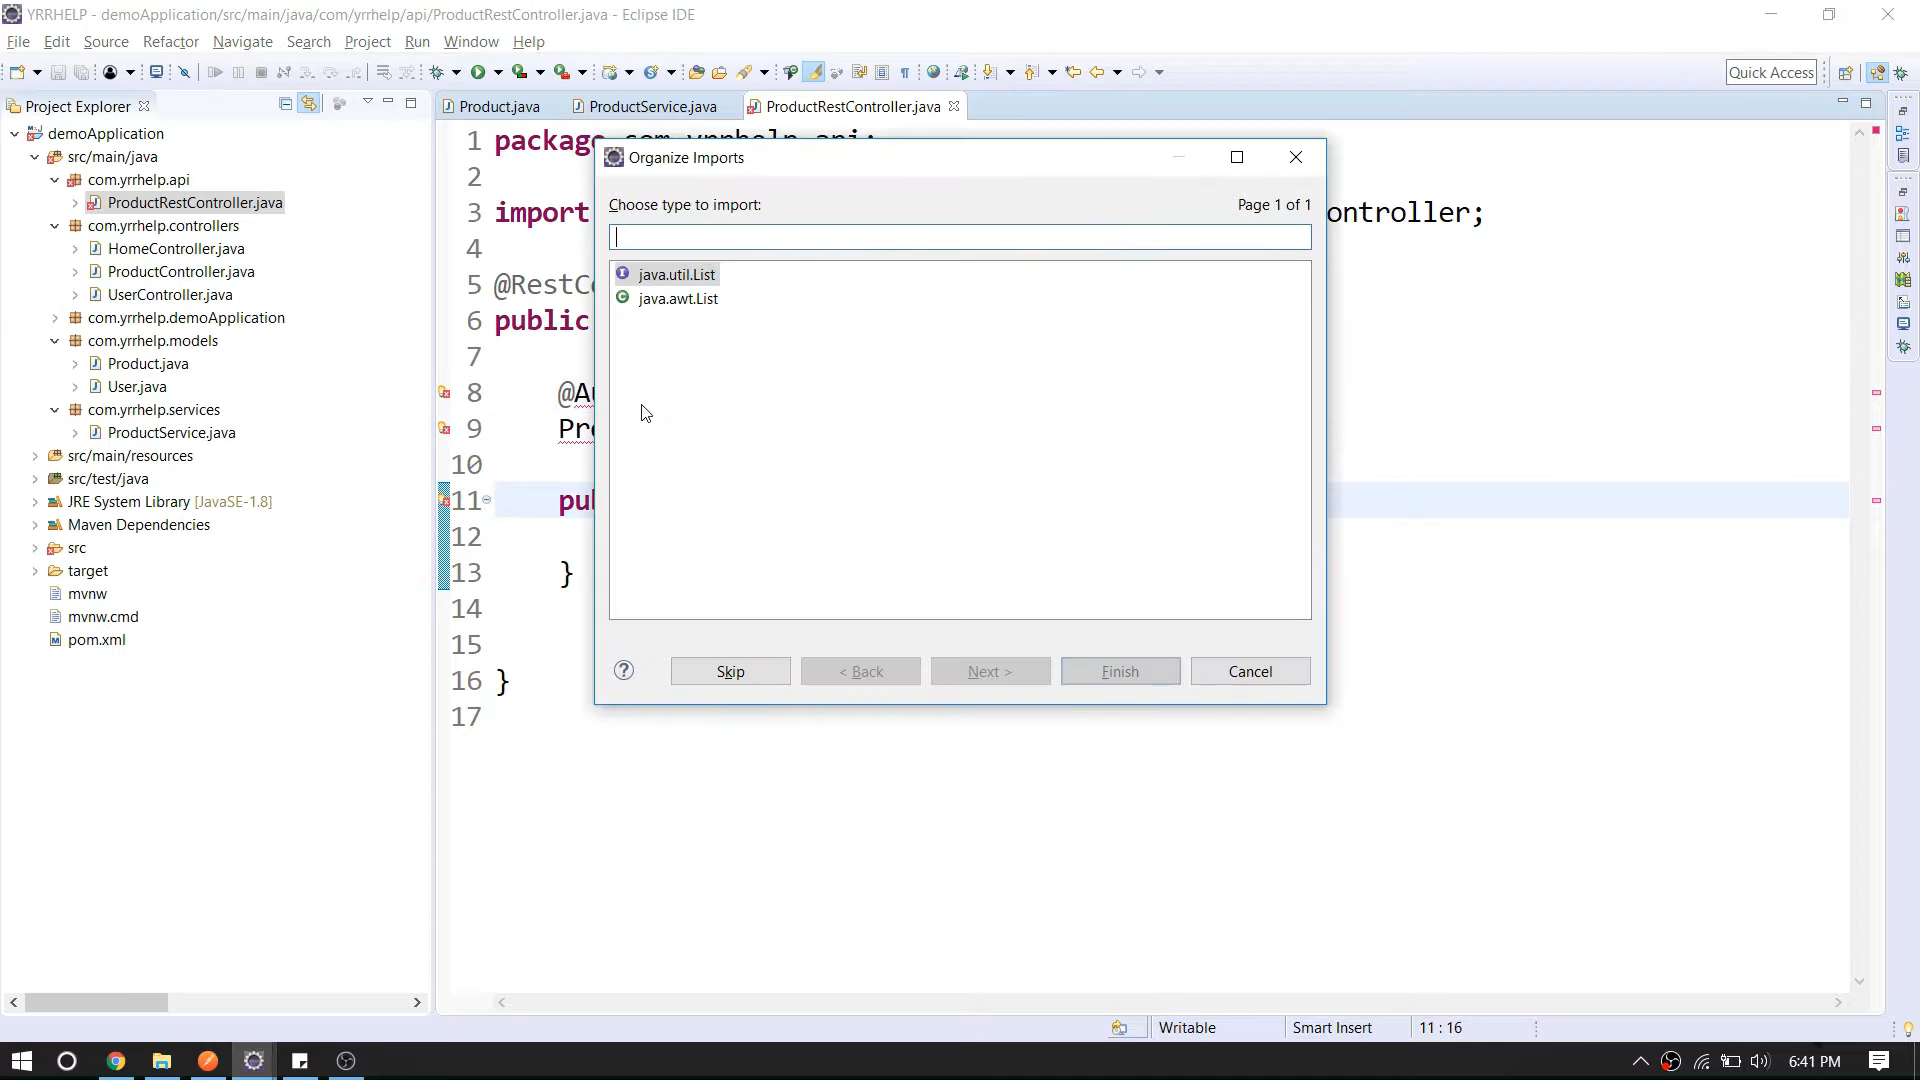 YRRHELP - demoApplication/src/main/java/com/yrrhelp/api/ProductRestController.java - Eclipse IDE
File Edit Source Refactor Navigate Search Project Run Window Help
Quick Access
Project Explorer
Product.java ProductService.java ProductRestController.java
demoApplication
src/main/java
com.yrrhelp.api
ProductRestController.java
com.yrrhelp.controllers
HomeController.java
ProductController.java
UserController.java
com.yrrhelp.demoApplication
com.yrrhelp.models
Product.java
User.java
com.yrrhelp.services
ProductService.java
src/main/resources
src/test/java
JRE System Library [JavaSE-1.8]
Maven Dependencies
src
target
mvnw
mvnw.cmd
pom.xml
1 package com.yrrhelp.api;
2
3 import ontroller;
4
5 @RestCo
6 public
7
8 @Au
9 Pro
10
11 pub
12
13 }
14
15
16 }
17
Organize Imports
Choose type to import: Page 1 of 1
java.util.List
java.awt.List
Skip < Back Next > Finish Cancel
Writable Smart Insert 11 : 16
6:41 PM